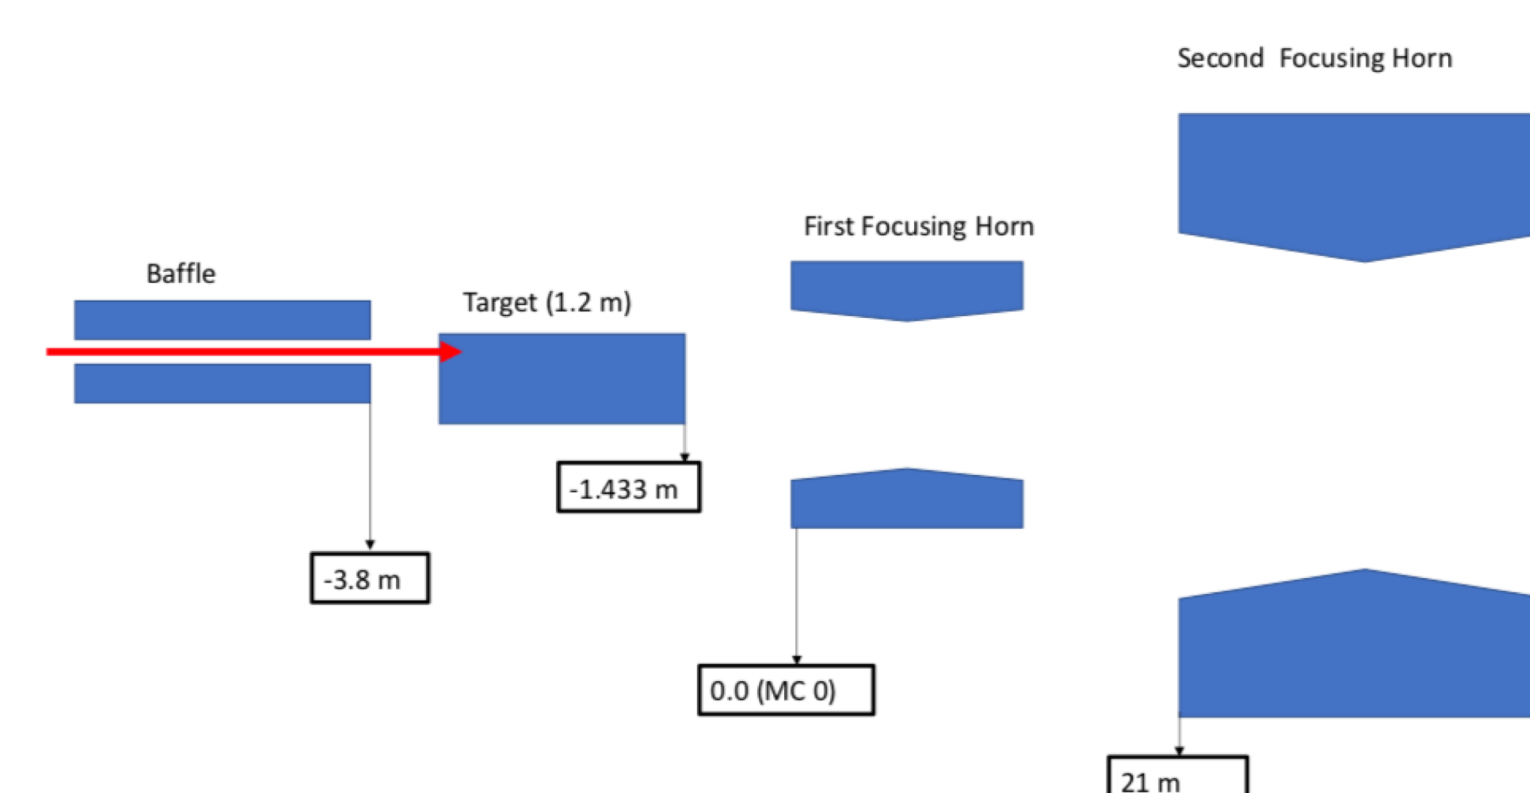 Second Focusing Horn
First Focusing Horn
Baffle
Target (1.2 m)
-1.433 m
-3.8 m
0.0 (MC 0)
21 m